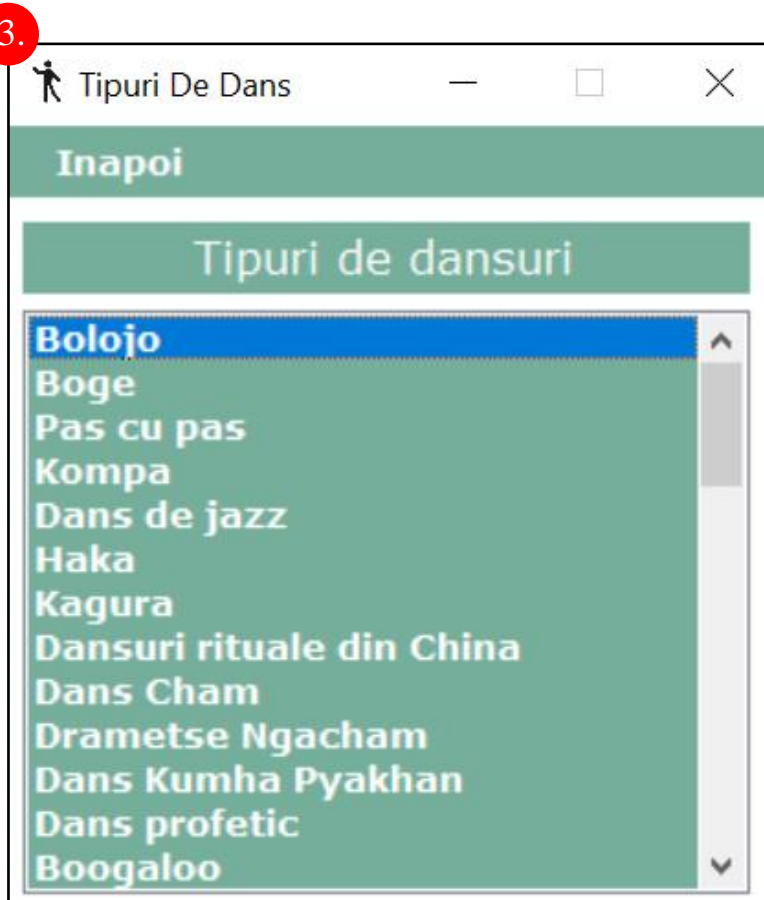 3.
Tipuri De Dans
Inapoi
Tipuri de dansuri
Bolojo
Boge
Pas cu pas
Kompa
Dans de jazz
Haka
Kagura
Dansuri rituale din China
Dans Cham
Drametse Ngacham
Dans Kumha Pyakhan
Dans profetic
Boogaloo